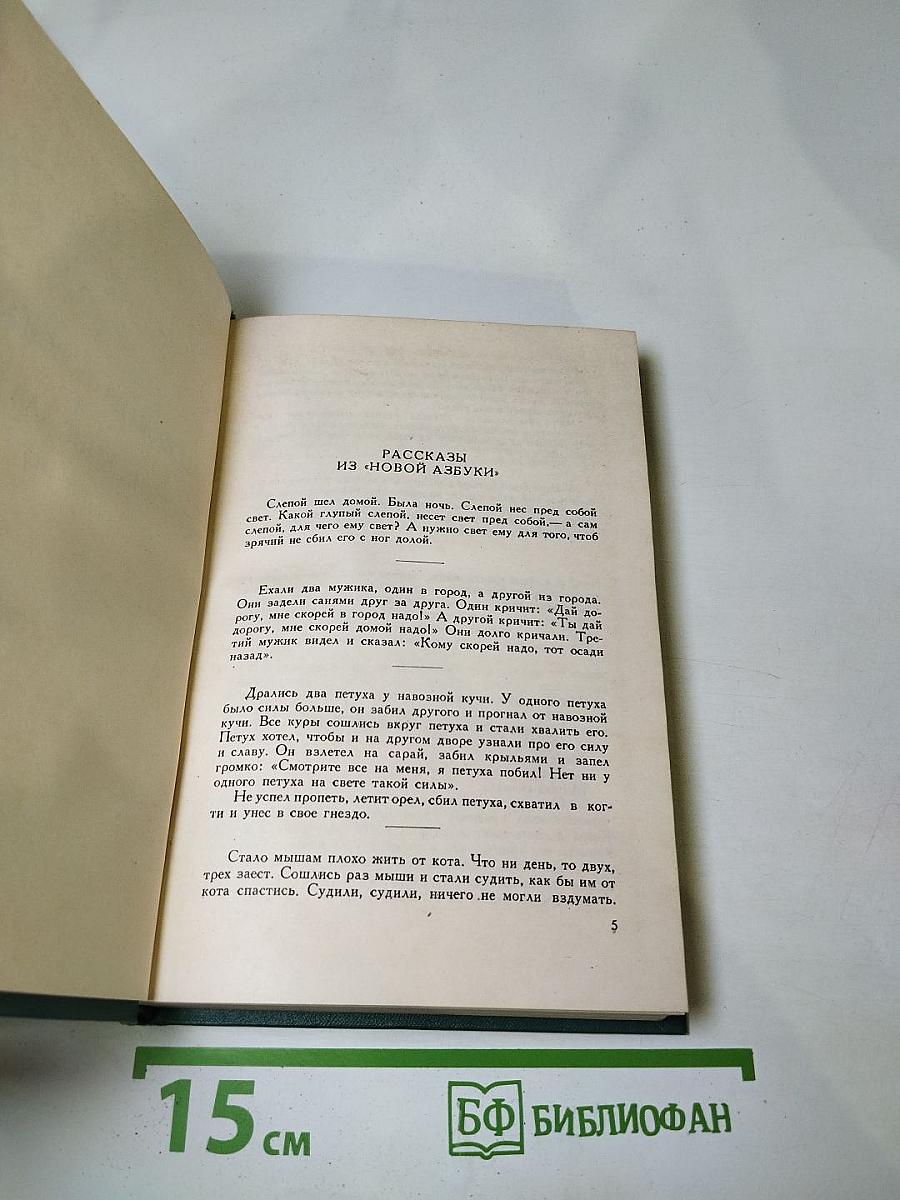 РАССКАЗЫ
ИЗ «НОВОЙ АЗБУКИ»
Слепой шел домой. Была ночь. Слепой нес пред собой
свет. Какой глупый слепой, несет свет пред собой,— а сам
слепой, для чего ему свет? А нужно свет ему для того, чтоб
зрячий не сбил его с ног долой.
Ехали два мужика, один в город, а другой из города.
Они задели санями друг за друга. Один кричит: «Дай до-
рогу, мне скорей в город надо!» А другой кричит: «Ты дай
дорогу, мне скорей домой надо!» Они долго кричали. Тре-
тий мужик видел и сказал: «Кому скорей надо, тот осади
назад».
Дрались два петуха у навозной кучи. У одного петуха
было силы больше, он забил другого и прогнал от навозной
кучи. Все куры сошлись вкруг петуха и стали хвалить его.
Петух хотел, чтобы и на другом дворе узнали про его силу
и славу. Он взлетел на сарай, забил крыльями и запел
громко: «Смотрите все на меня, я петуха побил! Нет ни у
одного петуха на свете такой силы».
Не успел пропеть, летит орел, сбил петуха, схватил в ког-
ти и унес в свое гнездо.
Стало мышам плохо жить от кота. Что ни день, то двух,
трех заест. Сошлись раз мыши и стали судить, как бы им от
кота спастись. Судили, судили, ничего не могли вздумать.
5
15 см
БФ БИБЛИОФАН